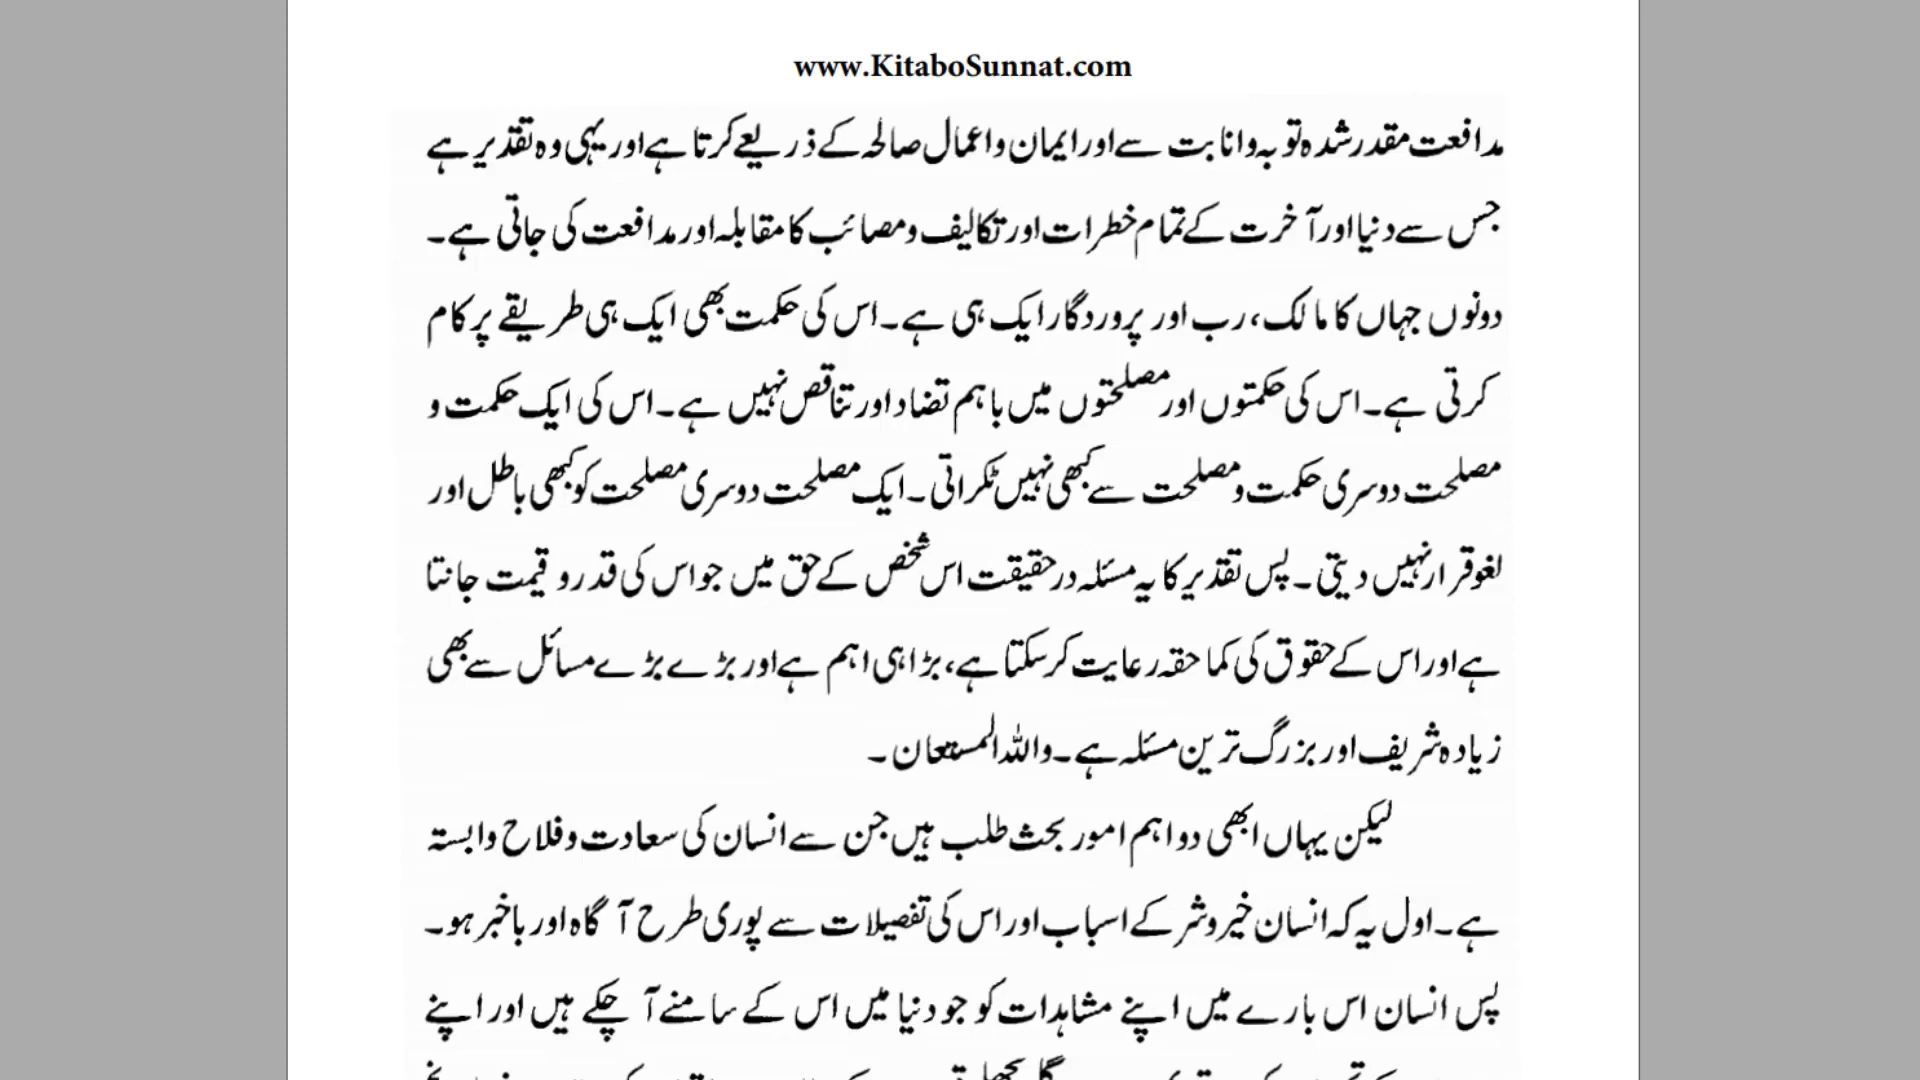 www.KitaboSunnat.com
مدافعت مقدر شدہ توبہ وانابت سے اور ایمان و اعمال صالحہ کے ذریعے کرتا ہے اور یہی وہ تقدیر ہے
جس سے دنیا اور آخرت کے تمام خطرات اور تکالیف و مصائب کا مقابلہ اور مدافعت کی جاتی ہے۔
دونوں جہاں کا مالک، رب اور پروردگار ایک ہی ہے۔ اس کی حکمت بھی ایک ہی طریقے پر کام
کرتی ہے۔ اس کی حکمتوں اور مصلحتوں میں باہم تضاد اور تناقص نہیں ہے۔ اس کی ایک حکمت و
مصلحت دوسری حکمت و مصلحت سے کبھی نہیں ٹکراتی۔ ایک مصلحت دوسری مصلحت کو کبھی باطل اور
لغو قرار نہیں دیتی۔ پس تقدیر کا یہ مسئلہ در حقیقت اس شخص کے حق میں جو اس کی قدر و قیمت جانتا
ہے اور اس کے حقوق کی کما حقہ رعایت کر سکتا ہے، بڑا ہی اہم ہے اور بڑے بڑے مسائل سے بھی
زیادہ شریف اور بزرگ ترین مسئلہ ہے۔ واللہ المستعان۔
لیکن یہاں ابھی دو اہم امور بحث طلب ہیں جن سے انسان کی سعادت و فلاح وابستہ
ہے۔ اول یہ کہ انسان خیر و شر کے اسباب اور اس کی تفصیلات سے پوری طرح آگاہ اور باخبر ہو۔
پس انسان اس بارے میں اپنے مشاہدات کو جو دنیا میں اس کے سامنے آ چکے ہیں اور اپنے